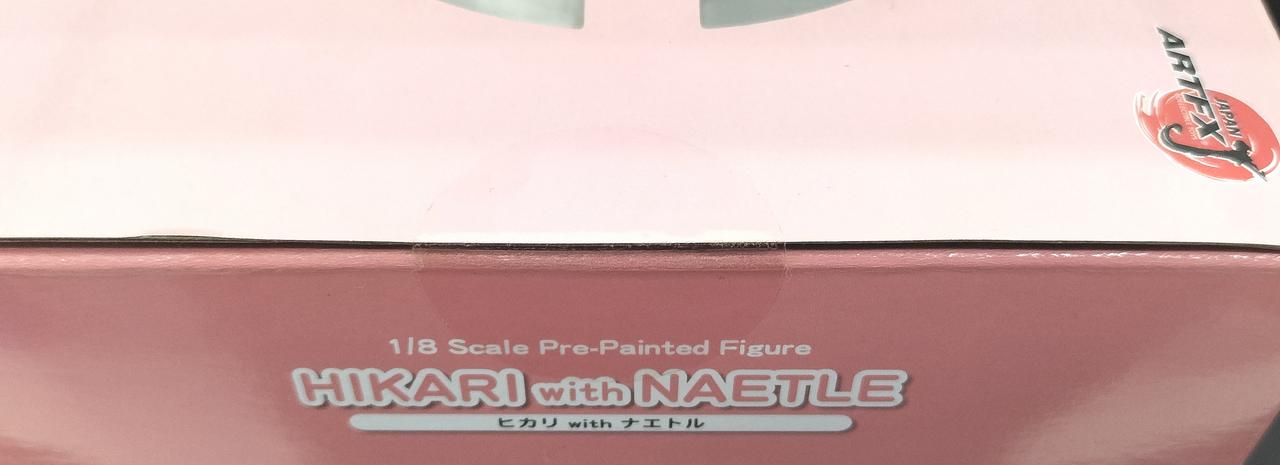 ARTFX
JAPAN
J
1/8 Scale Pre-Painted Figure
HIKARI with NAETLE
ヒカリ with ナエトル